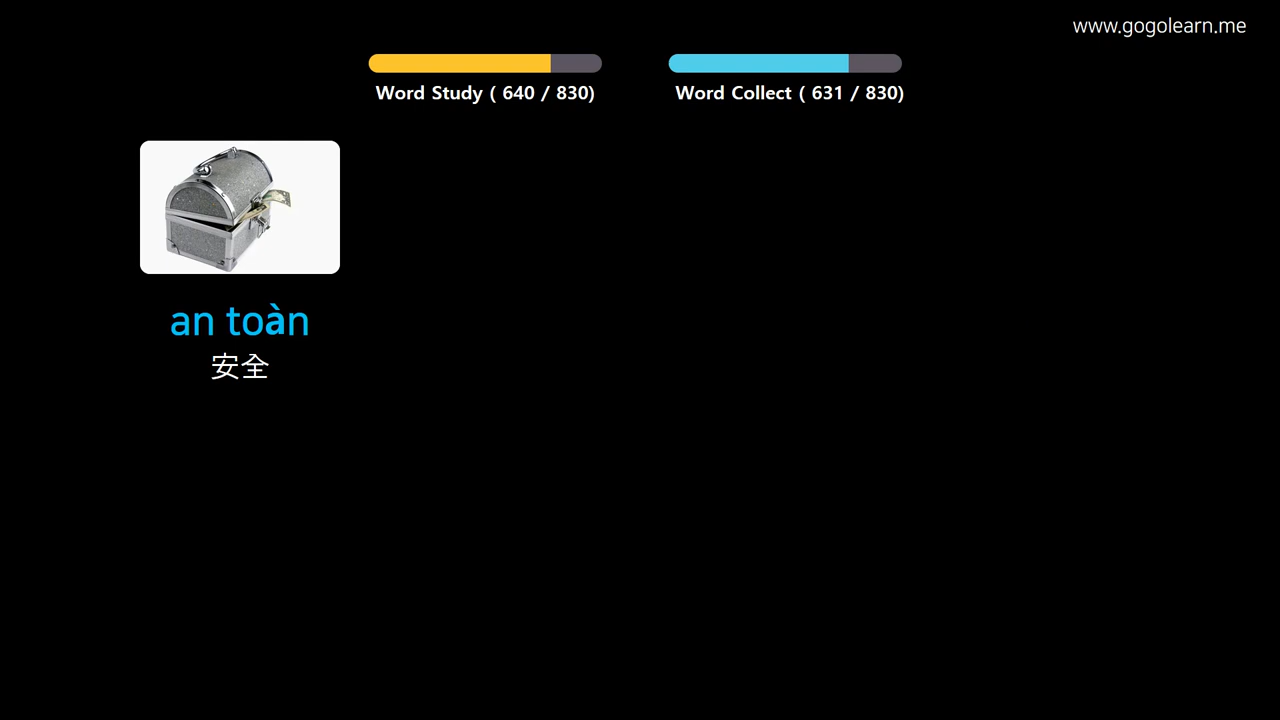 www.gogolearn.me
Word Study ( 640 / 830)
Word Collect ( 631 / 830)
an toàn
安全